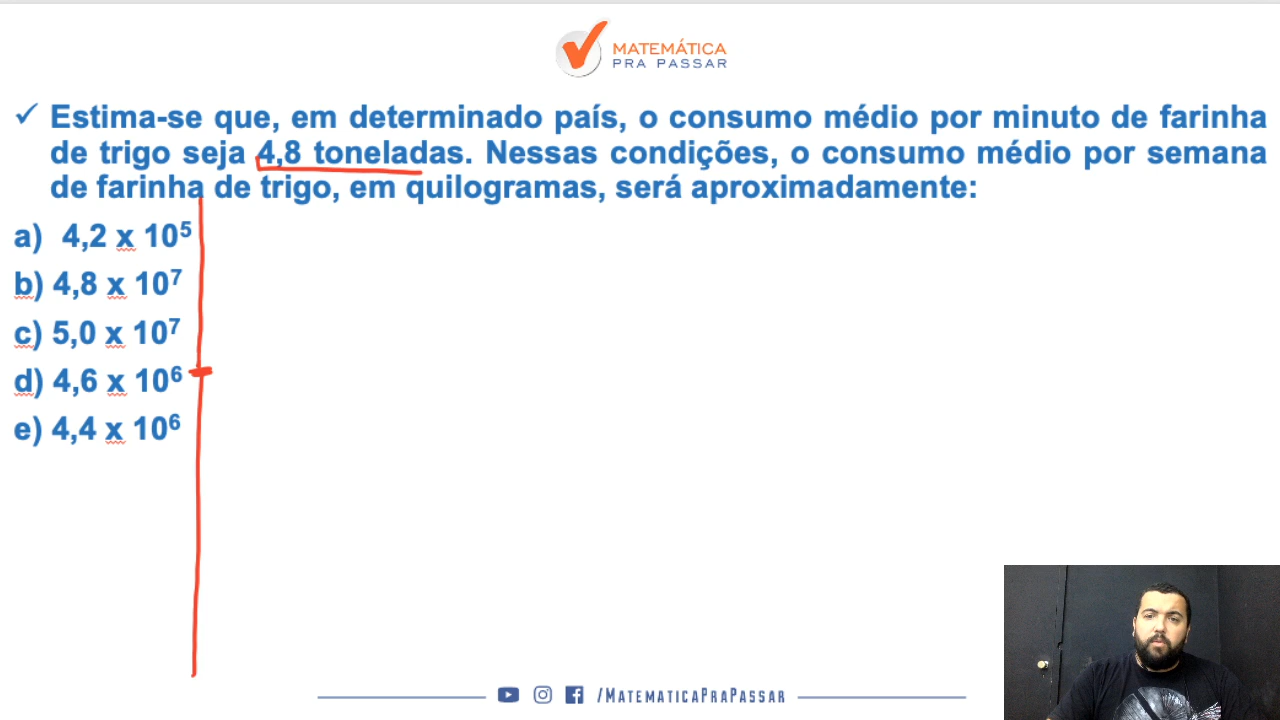 MATEMÁTICA
PRA PASSAR
✓ Estima-se que, em determinado país, o consumo médio por minuto de farinha
de trigo seja 4,8 toneladas. Nessas condições, o consumo médio por semana
de farinha de trigo, em quilogramas, será aproximadamente:
a) 4,2 x 10⁵
b) 4,8 x 10⁷
c) 5,0 x 10⁷
d) 4,6 x 10⁶
e) 4,4 x 10⁶
/MATEMATICAPRAPASSAR